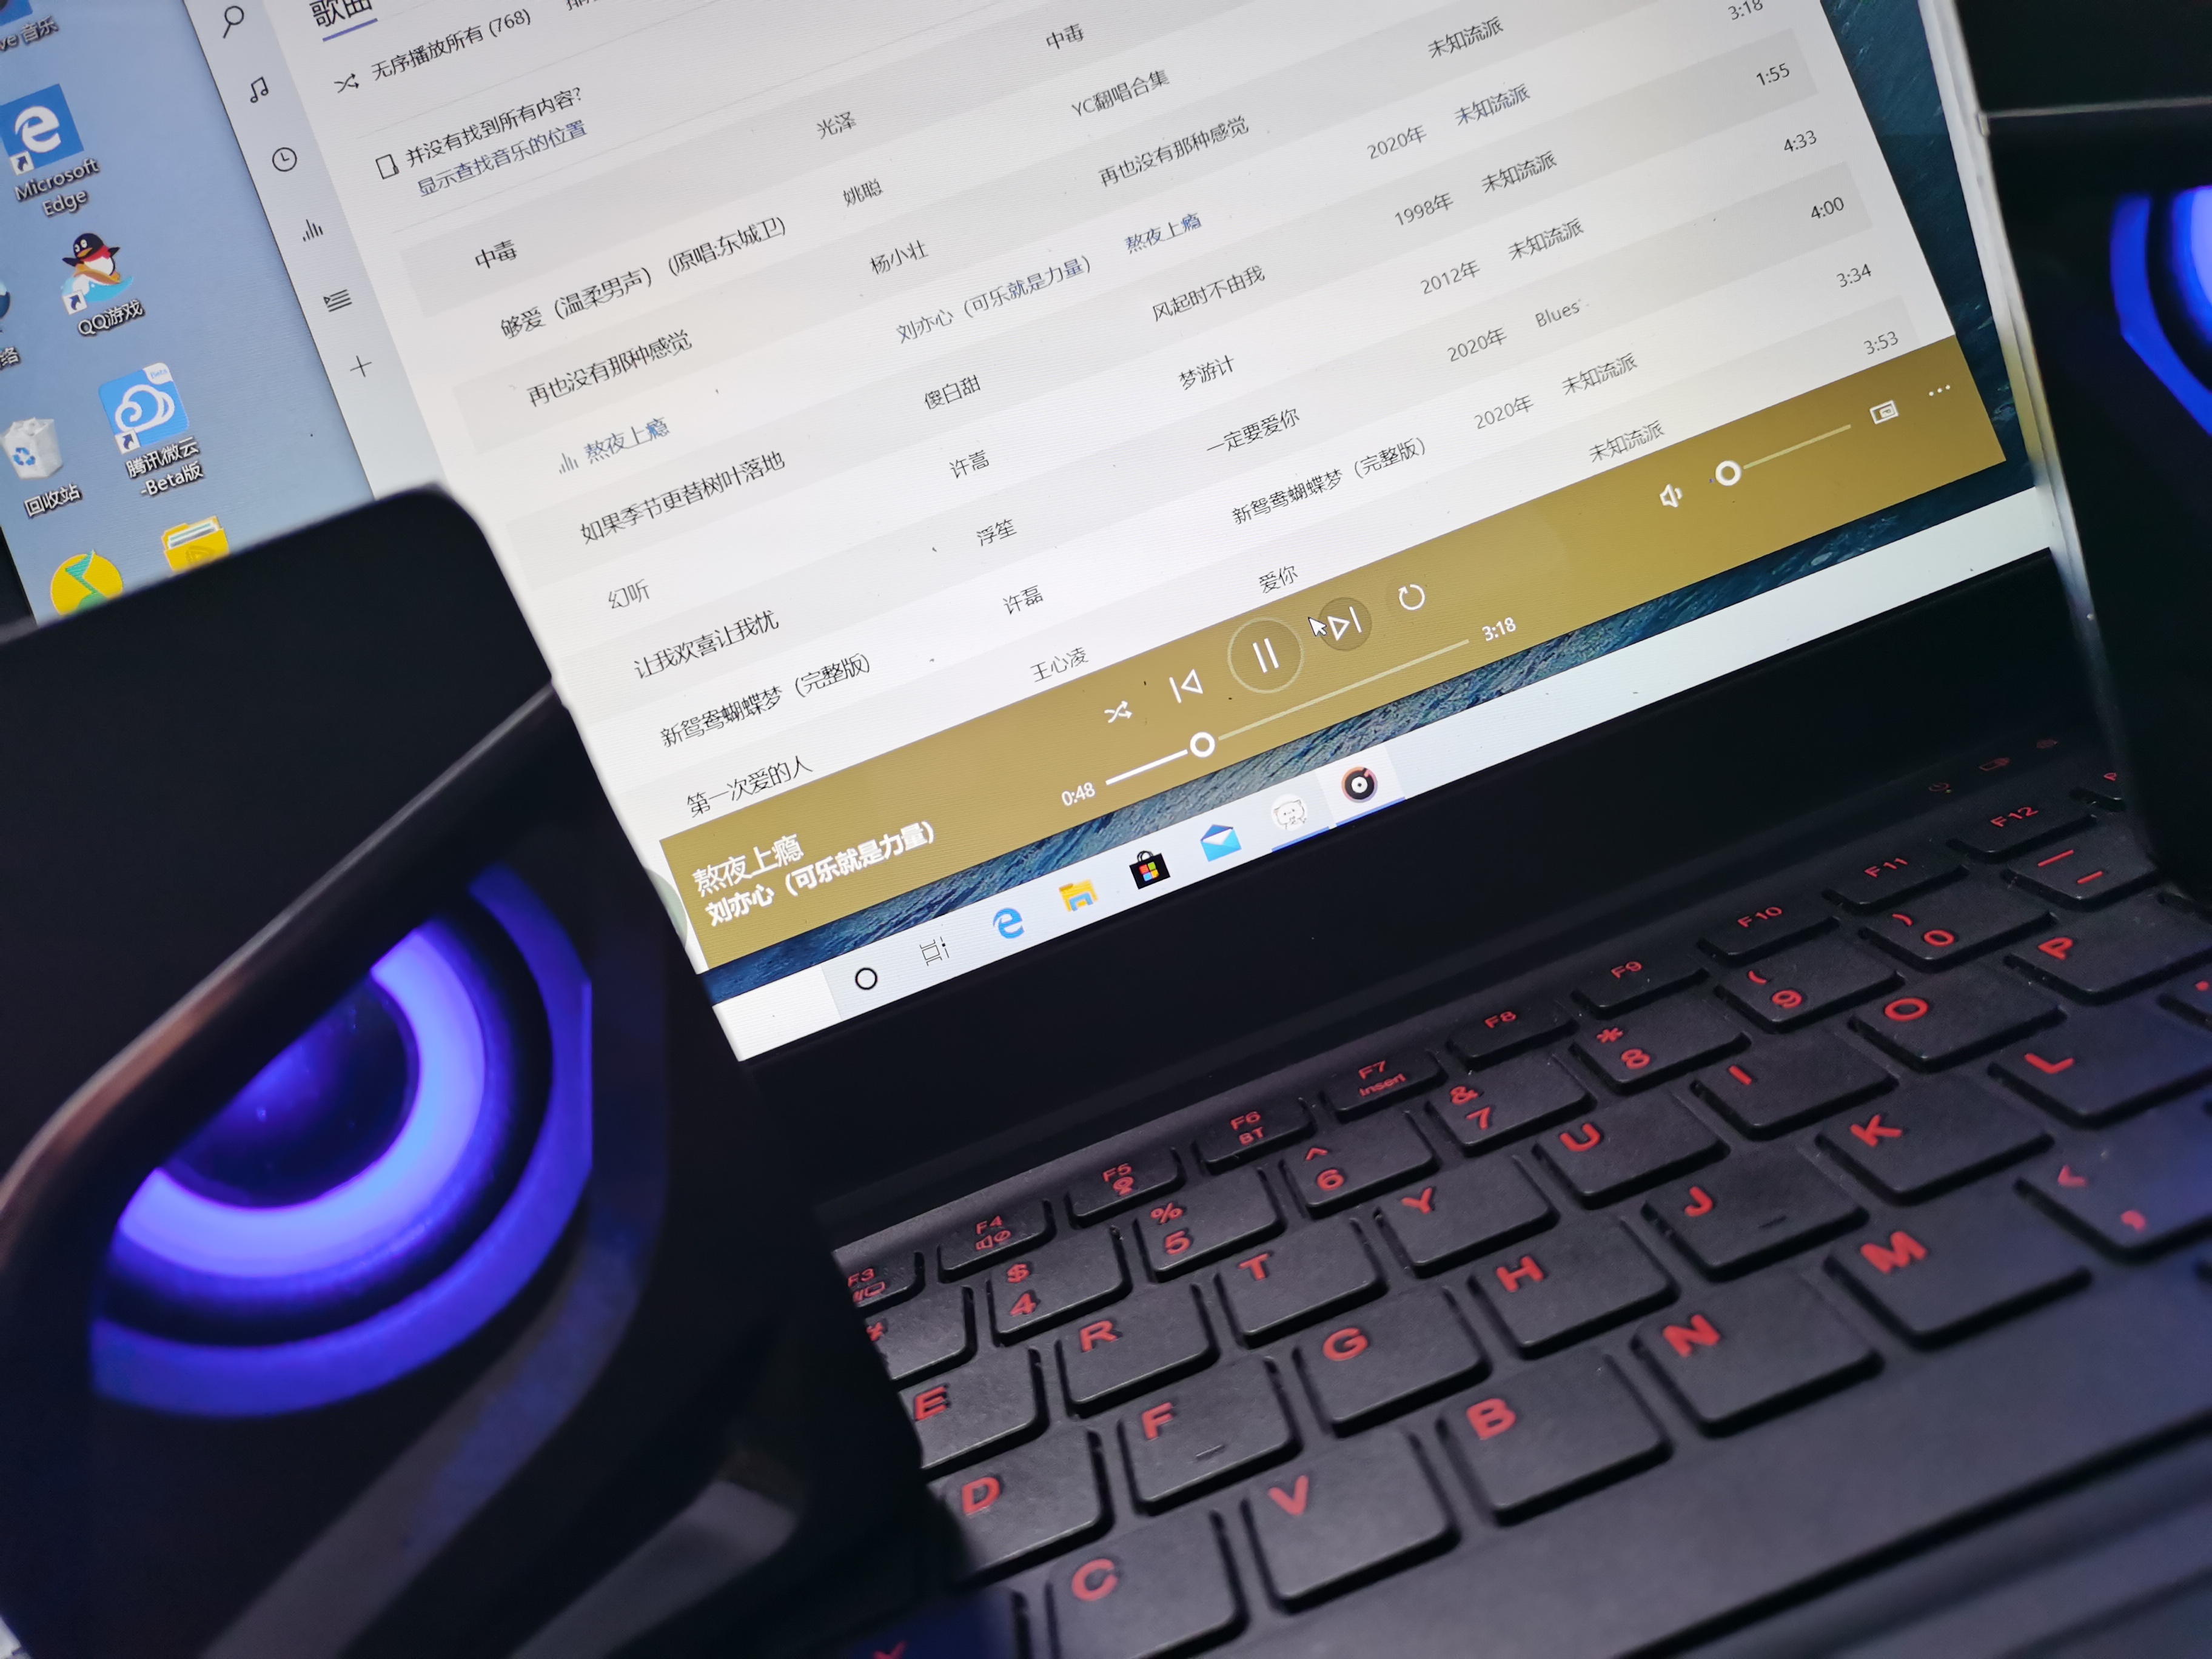 音乐
Microsoft
Edge
QQ游戏
回收站
腾讯微云
-Beta版
歌曲
无序播放所有 (768)
并没有找到所有内容?
显示查找音乐的位置
中毒 光泽 中毒 未知流派 3:18
够爱（温柔男声）（原唱:东城卫） 姚聪 YC翻唱合集 2020年 未知流派 1:55
再也没有那种感觉 杨小壮 再也没有那种感觉 1998年 未知流派 4:33
熬夜上瘾 刘亦心（可乐就是力量） 熬夜上瘾 2012年 未知流派 4:00
如果季节更替树叶落地 傻白甜 风起时不由我 2020年 Blues 3:34
幻听 许嵩 梦游计 2020年 未知流派 3:53
让我欢喜让我忧 浮笙 一定要爱你 未知流派
新鸳鸯蝴蝶梦（完整版） 许磊 新鸳鸯蝴蝶梦（完整版）
第一次爱的人 王心凌 爱你
熬夜上瘾
刘亦心（可乐就是力量）
0:48
3:18
F3 F4 F5 F6 BT F7 Insert F8 F9 F10 F11 F12
$ 4 % 5 ^ 6 & 7 * 8 ( 9 ) 0
E R T Y U I O P
D F G H J K L
C V B N M < ,